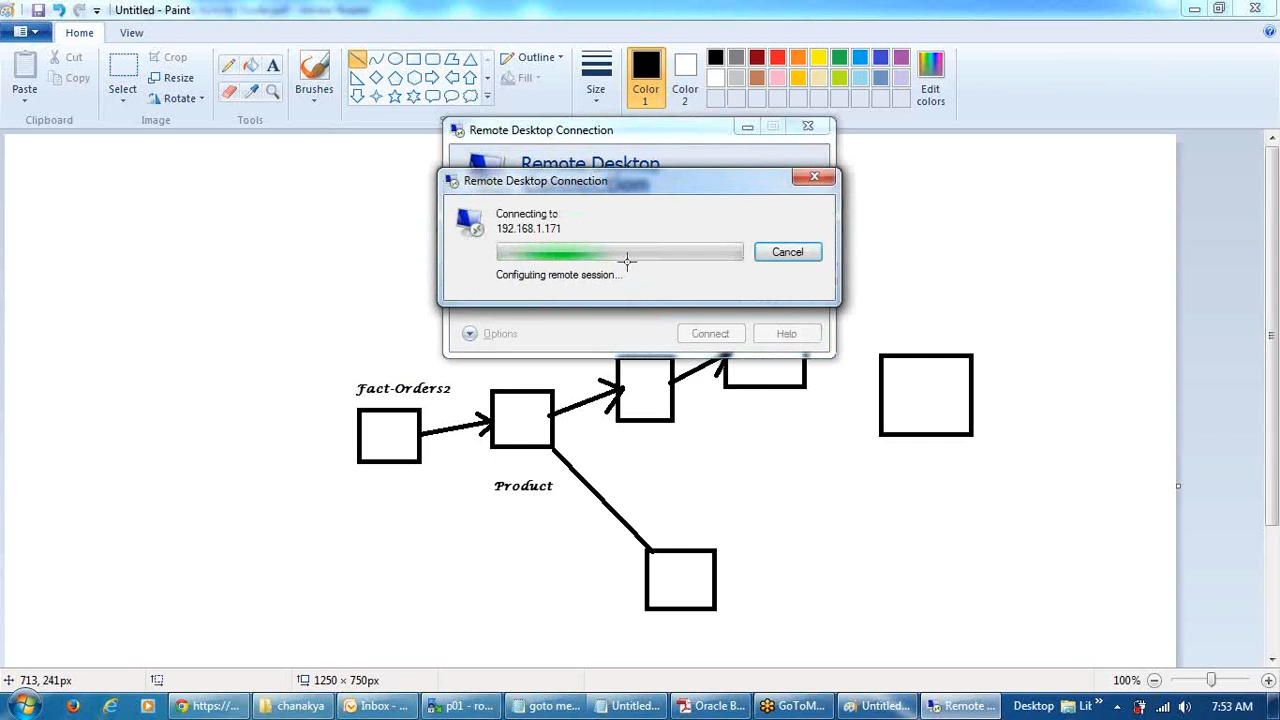 Untitled - Paint
Home
View
Paste
Cut
Copy
Clipboard
Select
Crop
Resize
Rotate
Image
Tools
Brushes
Outline
Fill
Size
Color
1
Color
2
Edit
colors
Remote Desktop Connection
Remote Desktop
Remote Desktop Connection
Connecting to:
192.168.1.171
Cancel
Configuring remote session...
Options
Connect
Help
Fact-Orders2
Product
713, 241px
1250 × 750px
100%
https://...
chanakya
Inbox - ...
p01 - ro...
goto me...
Untitled...
Oracle B...
GoToM...
Untitled...
Remote ...
Desktop
Lit
7:53 AM